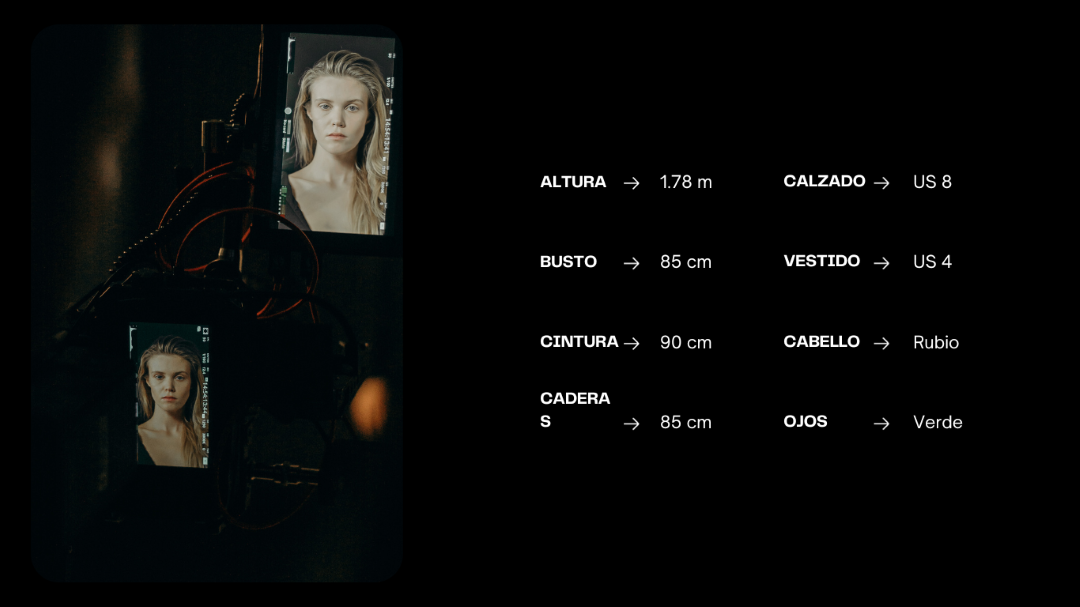 ALTURA → 1.78 m
CALZADO → US 8
BUSTO → 85 cm
VESTIDO → US 4
CINTURA → 90 cm
CABELLO → Rubio
CADERA
S → 85 cm
OJOS → Verde